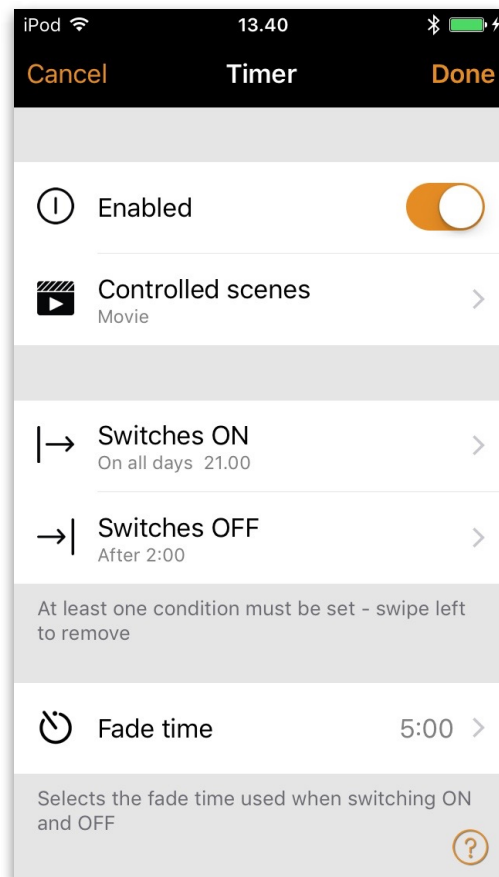 iPod 13.40
Cancel Timer Done
Enabled
Controlled scenes
Movie
Switches ON
On all days 21.00
Switches OFF
After 2:00
At least one condition must be set - swipe left
to remove
Fade time 5:00
Selects the fade time used when switching ON
and OFF
?